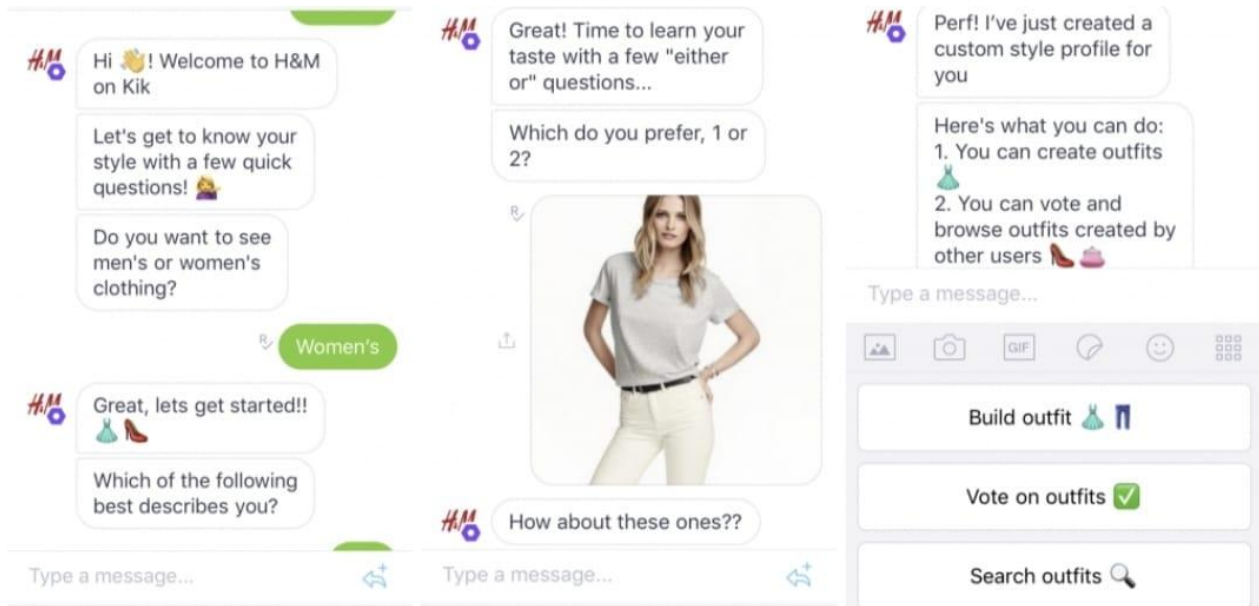 H&M
Hi 👋! Welcome to H&M
on Kik
Let's get to know your
style with a few quick
questions! 💁‍♀️
Do you want to see
men's or women's
clothing?
R
Women's
H&M
Great, lets get started!!
👗👠
Which of the following
best describes you?
Type a message...
H&M
Great! Time to learn your
taste with a few "either
or" questions...
Which do you prefer, 1 or
2?
R
H&M
How about these ones??
Type a message...
H&M
Perf! I've just created a
custom style profile for
you
Here's what you can do:
1. You can create outfits
👗
2. You can vote and
browse outfits created by
other users 👠👛
Type a message...
GIF
Build outfit 👗👖
Vote on outfits ✅
Search outfits 🔍